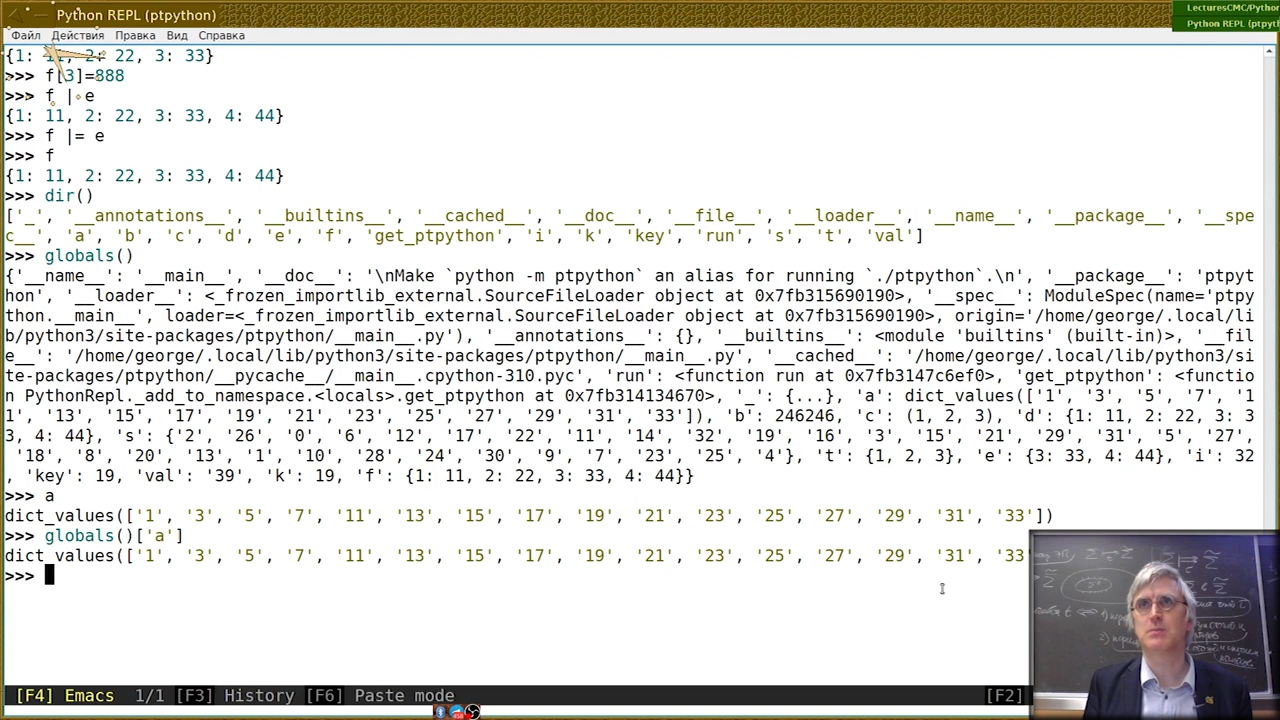 Python REPL (ptpython)
LecturesCMC/Python
Python REPL (ptpyth
Файл Действия Правка Вид Справка
{1: 11, 2: 22, 3: 33}
>>> f[3]=888
>>> f | e
{1: 11, 2: 22, 3: 33, 4: 44}
>>> f |= e
>>> f
{1: 11, 2: 22, 3: 33, 4: 44}
>>> dir()
['_', '__annotations__', '__builtins__', '__cached__', '__doc__', '__file__', '__loader__', '__name__', '__package__', '__spe
c__', 'a', 'b', 'c', 'd', 'e', 'f', 'get_ptpython', 'i', 'k', 'key', 'run', 's', 't', 'val']
>>> globals()
{'__name__': '__main__', '__doc__': '\nMake `python -m ptpython` an alias for running `./ptpython`.\n', '__package__': 'ptpyt
hon', '__loader__': <_frozen_importlib_external.SourceFileLoader object at 0x7fb315690190>, '__spec__': ModuleSpec(name='ptpy
thon.__main__', loader=<_frozen_importlib_external.SourceFileLoader object at 0x7fb315690190>, origin='/home/george/.local/li
b/python3/site-packages/ptpython/__main__.py'), '__annotations__': {}, '__builtins__': <module 'builtins' (built-in)>, '__fil
e__': '/home/george/.local/lib/python3/site-packages/ptpython/__main__.py', '__cached__': '/home/george/.local/lib/python3/si
te-packages/ptpython/__pycache__/__main__.cpython-310.pyc', 'run': <function run at 0x7fb3147c6ef0>, 'get_ptpython': <functio
n PythonRepl._add_to_namespace.<locals>.get_ptpython at 0x7fb314134670>, '_': {...}, 'a': dict_values(['1', '3', '5', '7', '1
1', '13', '15', '17', '19', '21', '23', '25', '27', '29', '31', '33']), 'b': 246246, 'c': (1, 2, 3), 'd': {1: 11, 2: 22, 3: 3
3, 4: 44}, 's': {'2', '26', '0', '6', '12', '17', '22', '11', '14', '32', '19', '16', '3', '15', '21', '29', '31', '5', '27',
'18', '8', '20', '13', '1', '10', '28', '24', '30', '9', '7', '23', '25', '4'}, 't': {1, 2, 3}, 'e': {3: 33, 4: 44}, 'i': 32
, 'key': 19, 'val': '39', 'k': 19, 'f': {1: 11, 2: 22, 3: 33, 4: 44}}
>>> a
dict_values(['1', '3', '5', '7', '11', '13', '15', '17', '19', '21', '23', '25', '27', '29', '31', '33'])
>>> globals()['a']
dict_values(['1', '3', '5', '7', '11', '13', '15', '17', '19', '21', '23', '25', '27', '29', '31', '33'
>>>
[F4] Emacs 1/1 [F3] History [F6] Paste mode [F2]